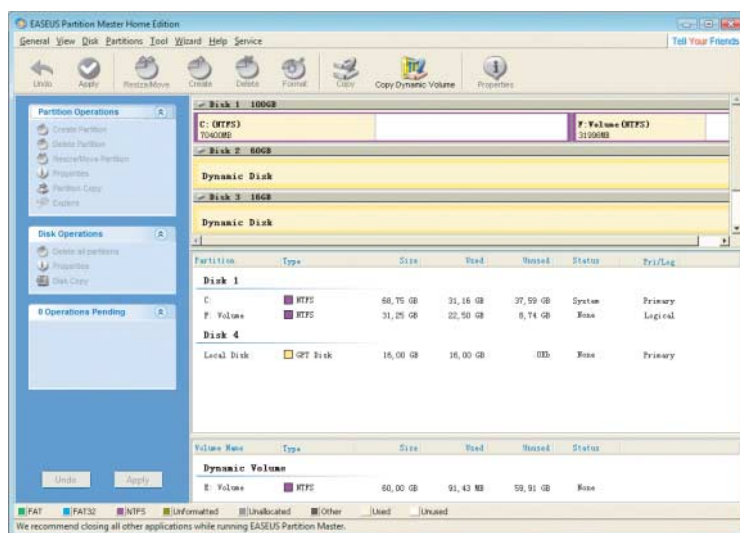 EASEUS Partition Master Home Edition
General View Disk Partitions Tool Wizard Help Service
Tell Your Friends
Undo Apply Resize/Move Create Delete Format Copy Copy Dynamic Volume Properties
Partition Operations
Create Partition
Delete Partition
Resize/Move Partition
Properties
Partition Copy
Explore
Disk Operations
Delete all partitions
Properties
Disk Copy
0 Operations Pending
Undo Apply
Disk 1 100GB
C: (NTFS)
70400MB
F: Volume (NTFS)
31998MB
Disk 2 60GB
Dynamic Disk
Disk 3 16GB
Dynamic Disk
Partition Type Size Used Unused Status Pri/Log
Disk 1
C: NTFS 68,75 GB 31,16 GB 37,59 GB System Primary
F: Volume NTFS 31,25 GB 22,50 GB 8,74 GB None Logical
Disk 4
Local Disk GPT Disk 16,00 GB 16,00 GB 0Kb None Primary
Volume Name Type Size Used Unused Status
Dynamic Volume
E: Volume NTFS 60,00 GB 91,43 MB 59,91 GB None
FAT FAT32 NTFS Unformatted Unallocated Other Used Unused
We recommend closing all other applications while running EASEUS Partition Master.